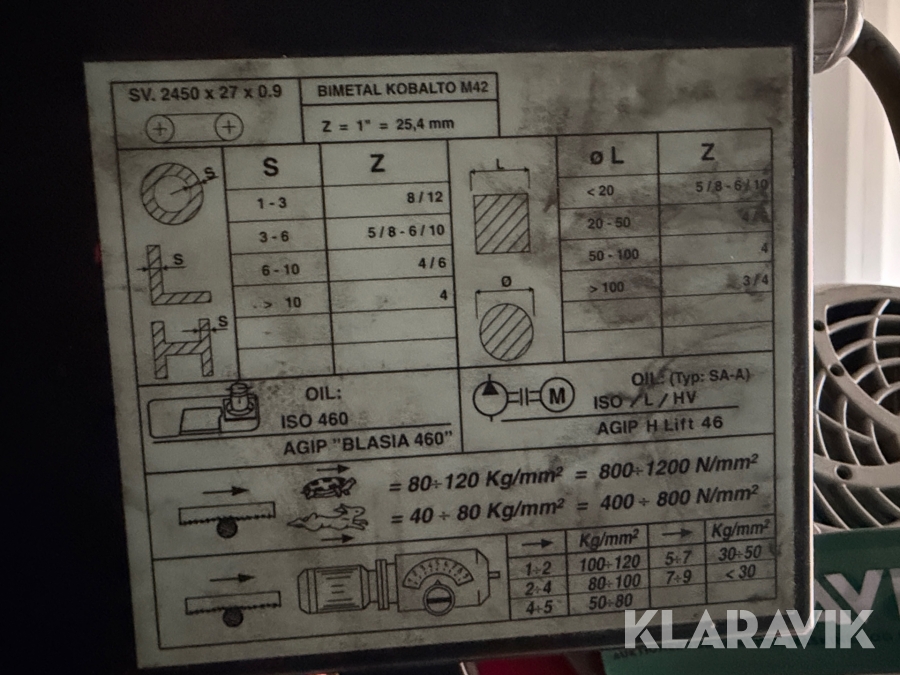 SV. 2450 x 27 x 0.9
BIMETAL KOBALTO M42
Z = 1" = 25,4 mm
S Z
1 - 3 8 / 12
3 - 6 5 / 8 - 6 / 10
6 - 10 4 / 6
> 10 4
S
S
S
L
ø
ø L Z
< 20 5 / 8 - 6 / 10
20 - 50
50 - 100 4
> 100 3 / 4
OIL:
ISO 460
AGIP "BLASIA 460"
M
OIL: (Typ: SA-A)
ISO / L / HV
AGIP H Lift 46
= 80÷120 Kg/mm² = 800÷1200 N/mm²
= 40 ÷ 80 Kg/mm² = 400 ÷ 800 N/mm²
Kg/mm² Kg/mm²
1÷2 100÷120 5÷7 30÷50
2÷4 80÷100 7÷9 < 30
4÷5 50÷80
KLARAVIK